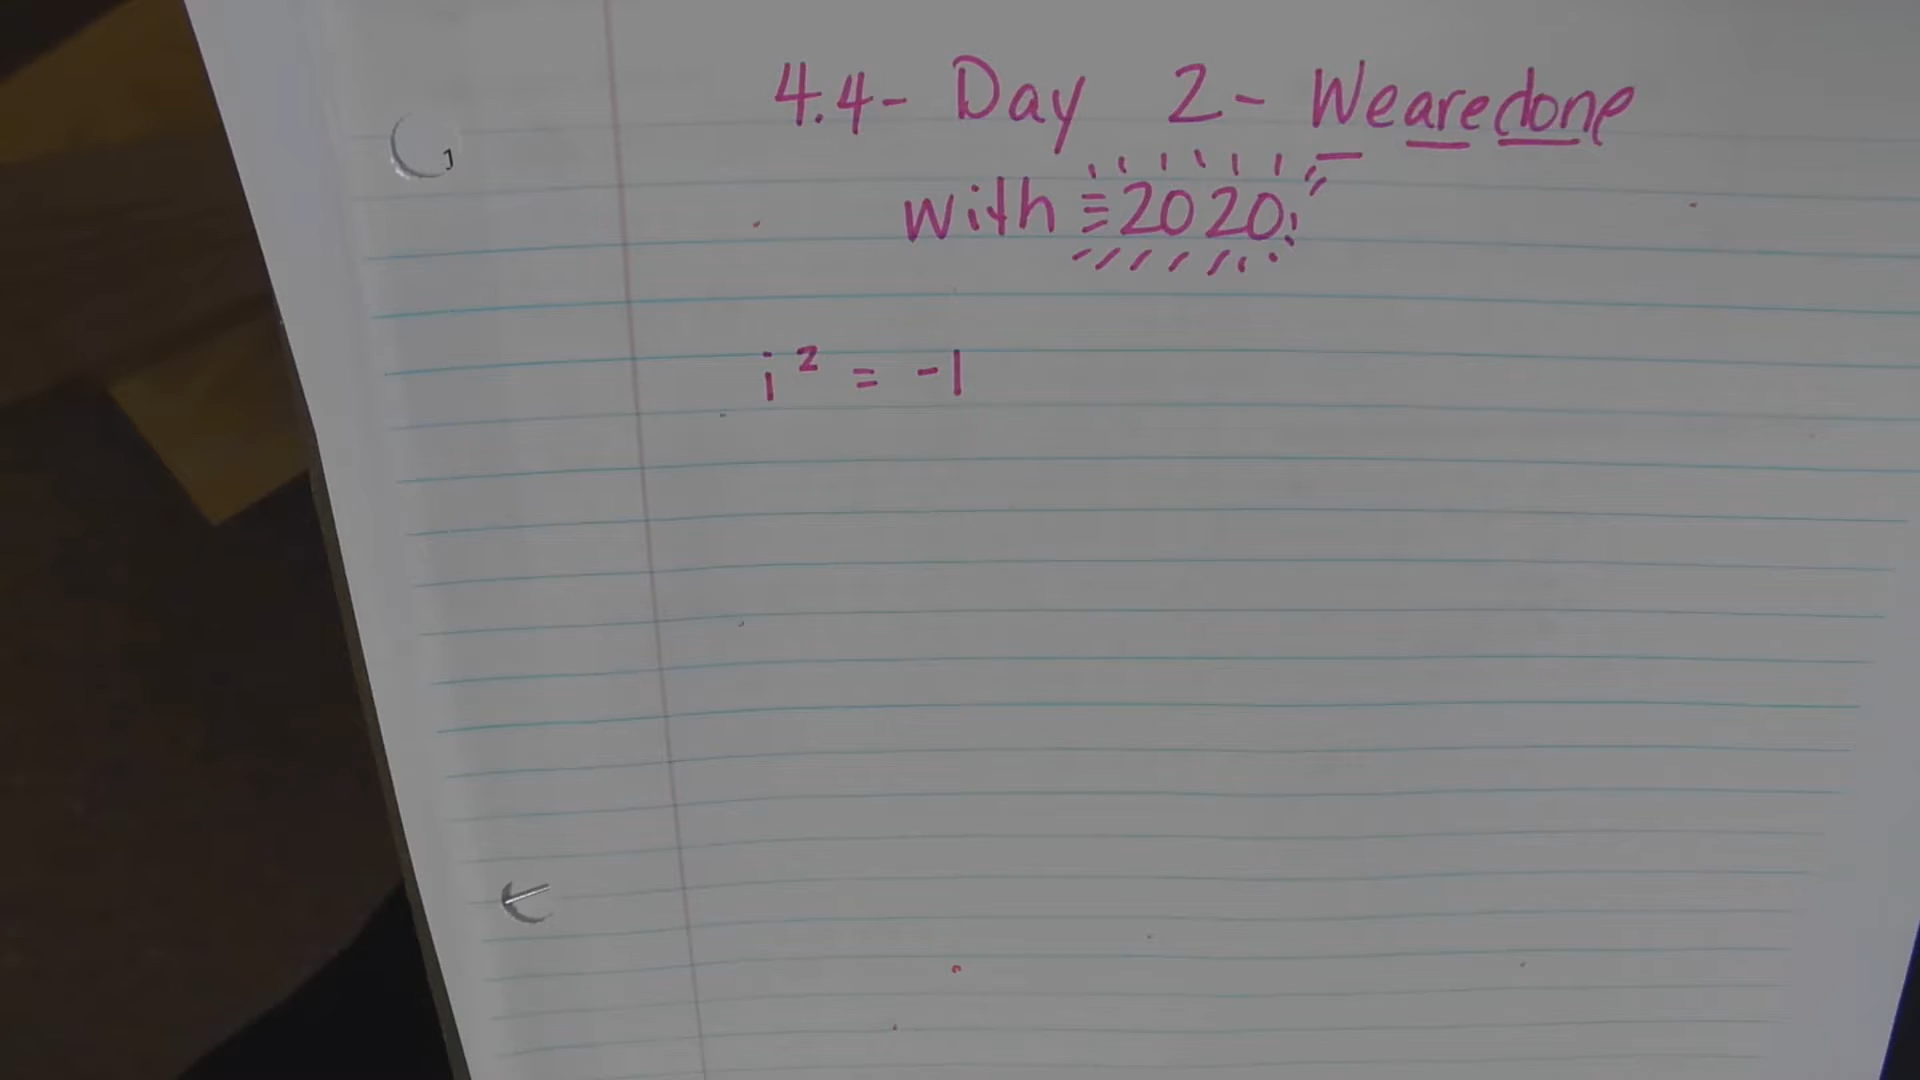 4.4- Day 2- Wearedone
with 2020!
i² = -1